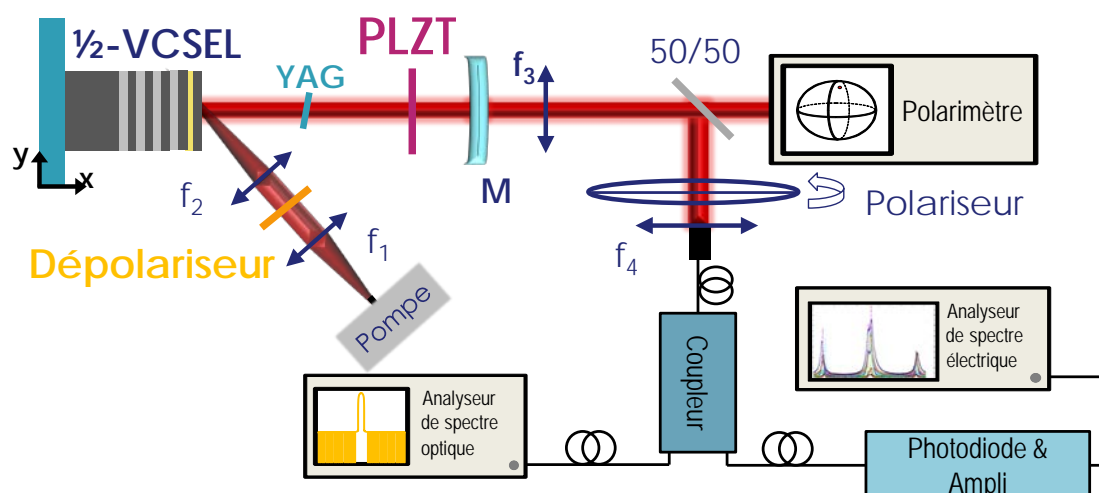 ½-VCSEL
YAG
PLZT
f3
50/50
Polarimètre
y
x
M
f2
f1
Dépolariseur
Pompe
Polariseur
f4
Coupleur
Analyseur
de spectre
électrique
Analyseur
de spectre
optique
Photodiode &
Ampli